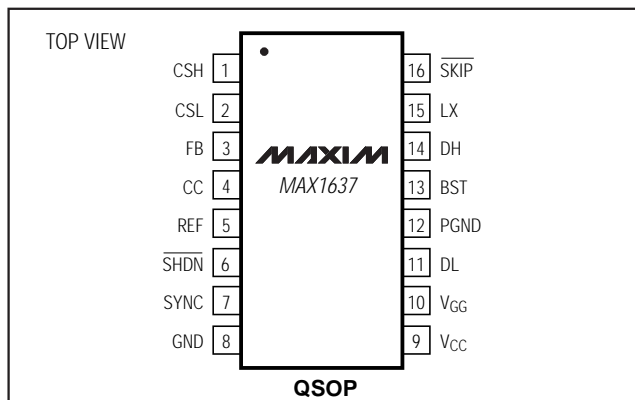 TOP VIEW
CSH 1
CSL 2
FB 3
CC 4
REF 5
SHDN 6
SYNC 7
GND 8
MAXIM
MAX1637
16 SKIP
15 LX
14 DH
13 BST
12 PGND
11 DL
10 VGG
9 VCC
QSOP